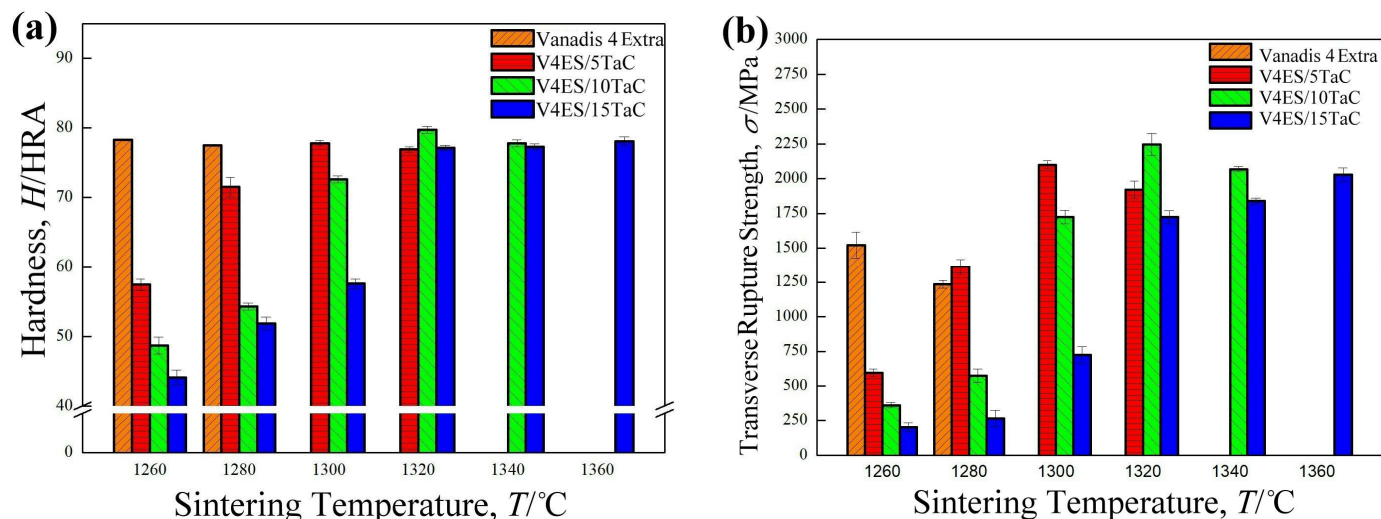 (a)
Hardness, H/HRA
90
80
70
60
50
40
0
Vanadis 4 Extra
V4ES/5TaC
V4ES/10TaC
V4ES/15TaC
1260 1280 1300 1320 1340 1360
Sintering Temperature, T/℃
(b)
Transverse Rupture Strength, σ/MPa
3000
2750
2500
2250
2000
1750
1500
1250
1000
750
500
250
0
Vanadis 4 Extra
V4ES/5TaC
V4ES/10TaC
V4ES/15TaC
1260 1280 1300 1320 1340 1360
Sintering Temperature, T/℃